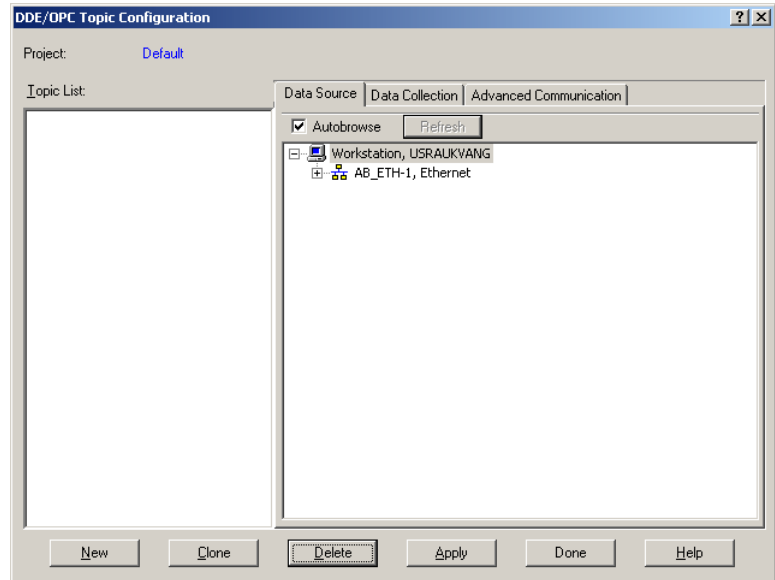 DDE/OPC Topic Configuration
Project: Default
Topic List:
Data Source Data Collection Advanced Communication
Autobrowse Refresh
Workstation, USRAUKVANG
AB_ETH-1, Ethernet
New Clone Delete Apply Done Help